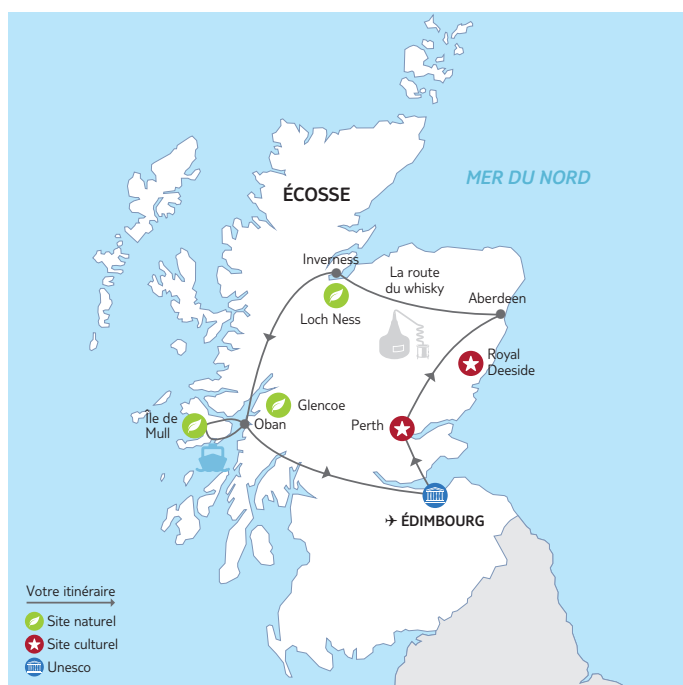 MER DU NORD
ÉCOSSE
Inverness
La route
du whisky
Aberdeen
Loch Ness
Royal
Deeside
Glencoe
Île de
Mull
Oban
Perth
ÉDIMBOURG
Votre itinéraire
Site naturel
Site culturel
Unesco